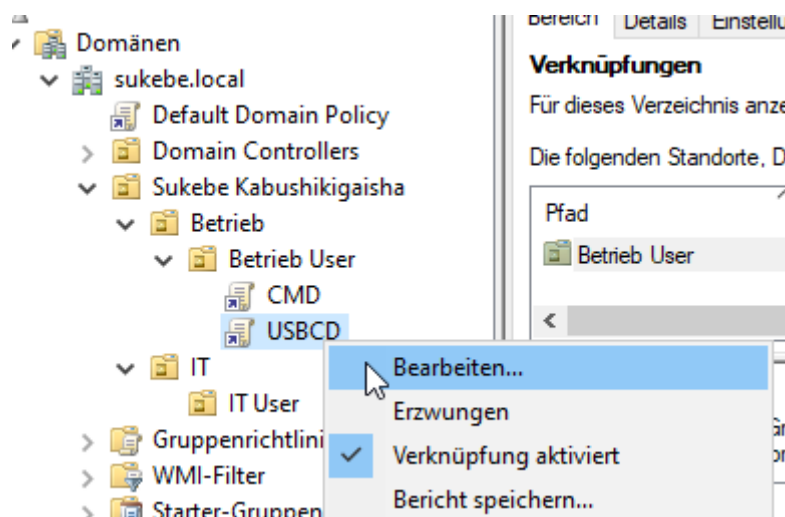 Domänen
sukebe.local
Default Domain Policy
Domain Controllers
Sukebe Kabushikigaisha
Betrieb
Betrieb User
CMD
USBCD
IT
IT User
Gruppenrichtlini
WMI-Filter
Starter-Gruppen
Bereich Details Einstellu
Verknüpfungen
Für dieses Verzeichnis anze
Die folgenden Standorte, D
Pfad
Betrieb User
Bearbeiten...
Erzwungen
Verknüpfung aktiviert
Bericht speichern...